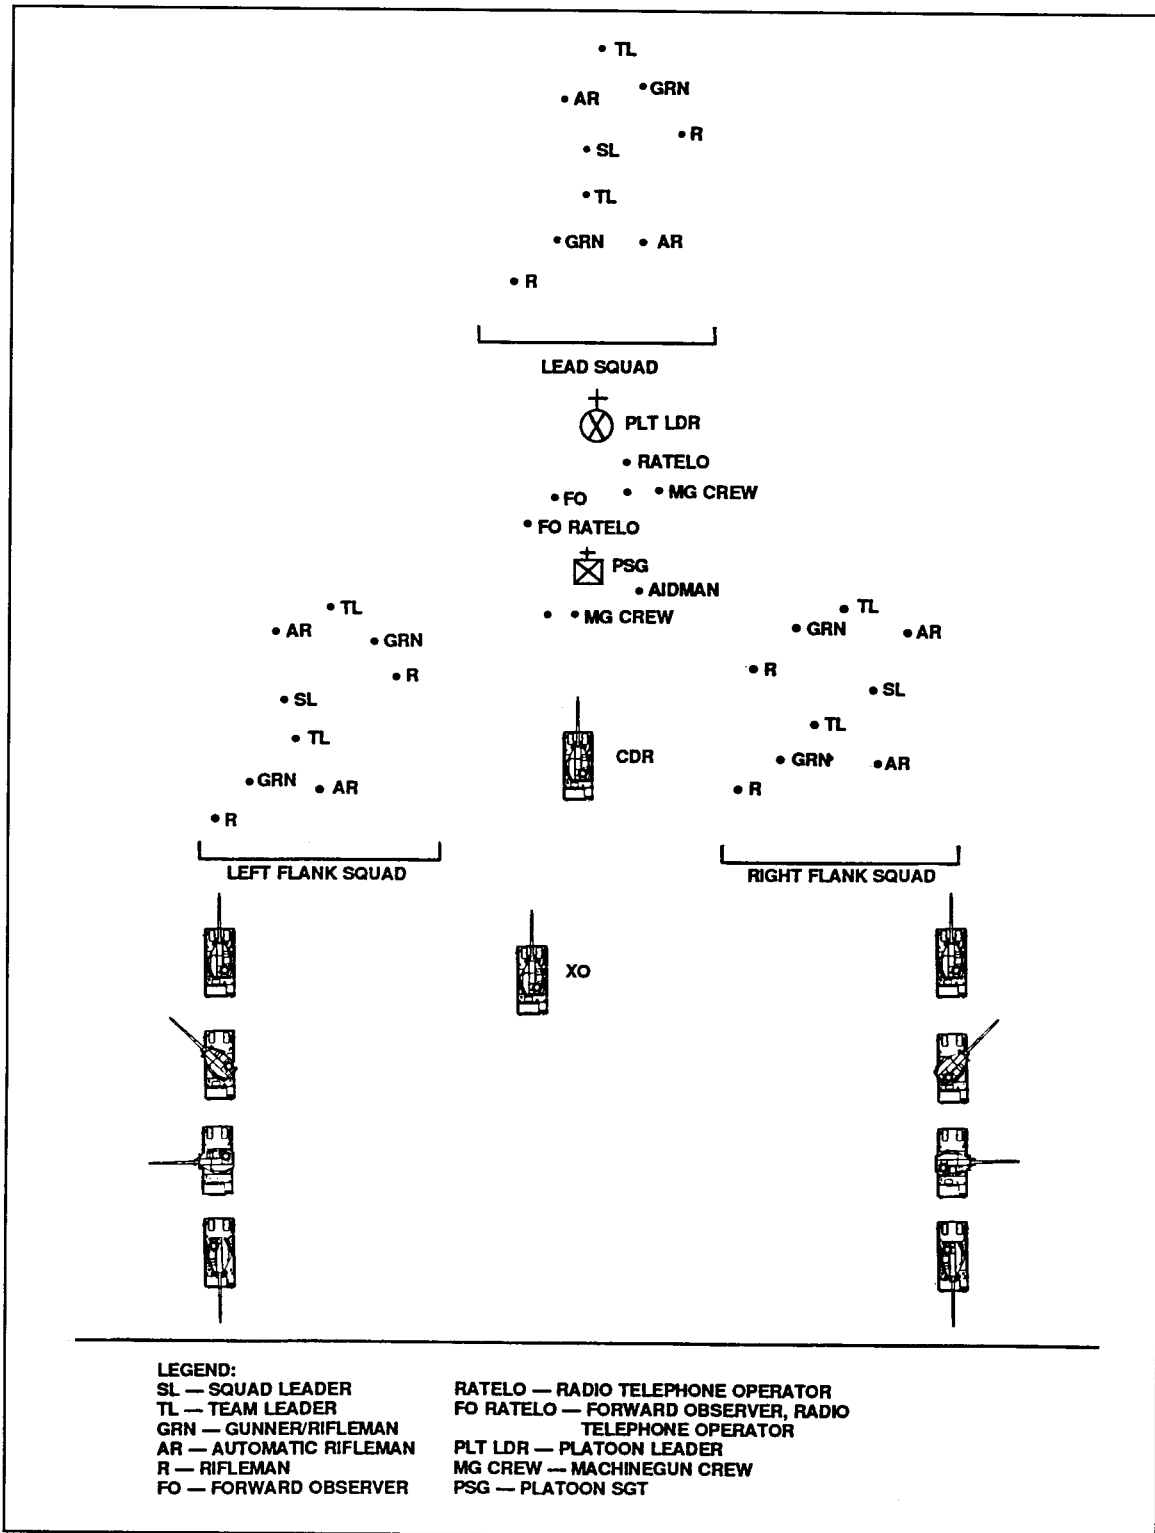 TL
GRN
AR
R
SL
TL
GRN
AR
R
LEAD SQUAD
PLT LDR
RATELO
MG CREW
FO
FO RATELO
PSG
AIDMAN
MG CREW
TL
AR
GRN
R
SL
TL
GRN
AR
R
LEFT FLANK SQUAD
TL
GRN
AR
R
SL
TL
GRN
AR
R
RIGHT FLANK SQUAD
CDR
XO
LEGEND:
SL — SQUAD LEADER
TL — TEAM LEADER
GRN — GUNNER/RIFLEMAN
AR — AUTOMATIC RIFLEMAN
R — RIFLEMAN
FO — FORWARD OBSERVER
RATELO — RADIO TELEPHONE OPERATOR
FO RATELO — FORWARD OBSERVER, RADIO
TELEPHONE OPERATOR
PLT LDR — PLATOON LEADER
MG CREW — MACHINEGUN CREW
PSG — PLATOON SGT